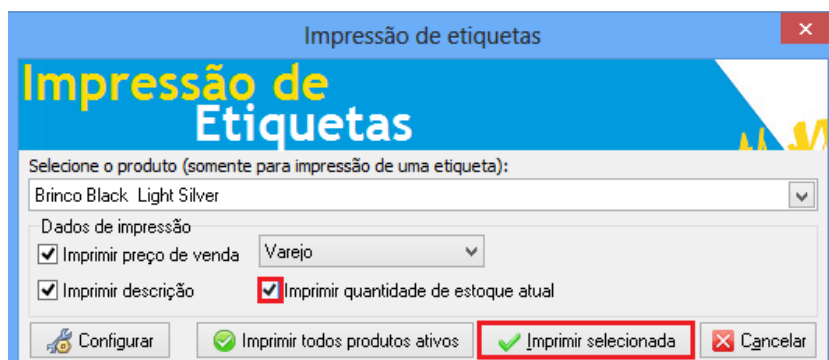 Impressão de etiquetas
Impressão de
Etiquetas
Selecione o produto (somente para impressão de uma etiqueta):
Brinco Black  Light Silver
Dados de impressão
Imprimir preço de venda Varejo
Imprimir descrição Imprimir quantidade de estoque atual
Configurar Imprimir todos produtos ativos Imprimir selecionada Cancelar